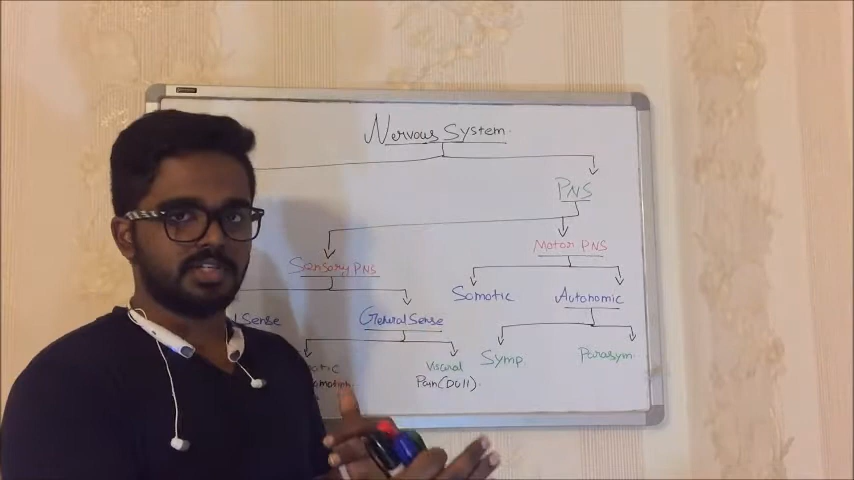 Nervous System.
PNS
Motor PNS
Sensory PNS
Somatic
Autonomic
Sense
General Sense
Symp.
Parasym.
Visceral
Pain(Dull)